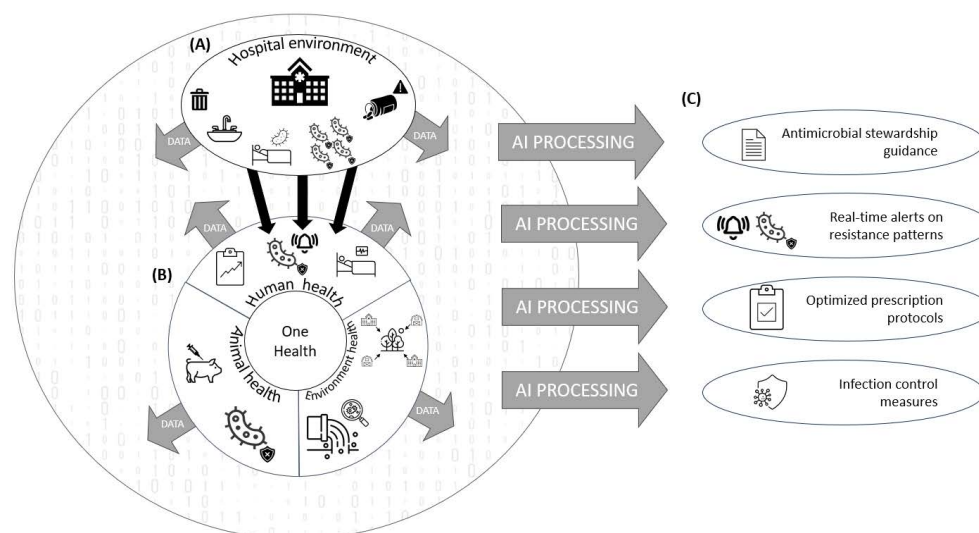 (A)
Hospital environment
DATA
DATA
DATA
DATA
(B)
Human health
Animal health
Environment health
One
Health
DATA
DATA
AI PROCESSING
AI PROCESSING
AI PROCESSING
AI PROCESSING
(C)
Antimicrobial stewardship
guidance
Real-time alerts on
resistance patterns
Optimized prescription
protocols
Infection control
measures